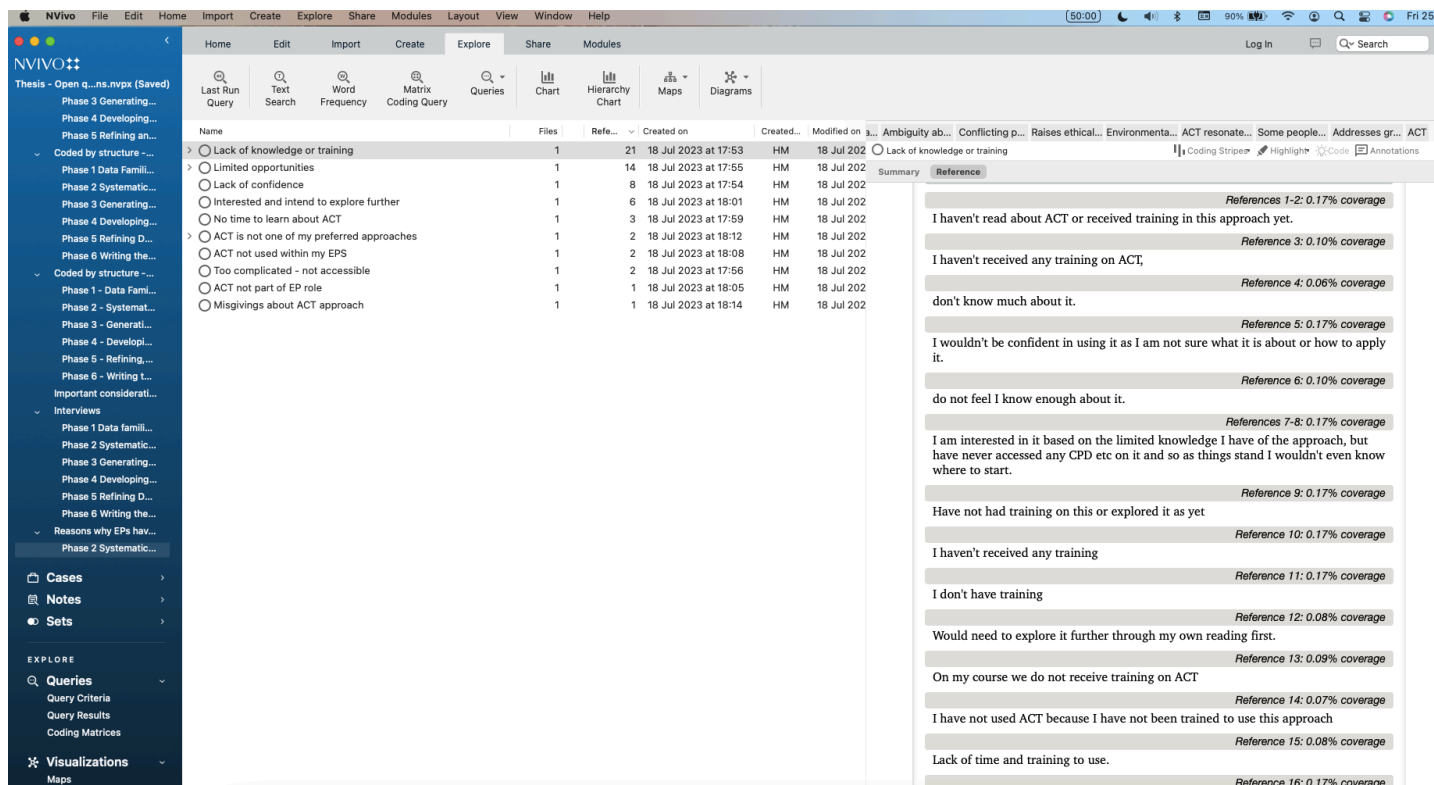 NVivo File Edit Home Import Create Explore Share Modules Layout View Window Help (50:00) 90% Fri 25
NVIVO
Thesis - Open q...ns.nvpx (Saved)
Phase 3 Generating...
Phase 4 Developing...
Phase 5 Refining an...
Coded by structure -...
Phase 1 Data Famili...
Phase 2 Systematic...
Phase 3 Generating...
Phase 4 Developing...
Phase 5 Refining D...
Phase 6 Writing the...
Coded by structure -...
Phase 1 - Data Fami...
Phase 2 - Systemat...
Phase 3 - Generati...
Phase 4 - Developi...
Phase 5 - Refining,...
Phase 6 - Writing t...
Important considerati...
Interviews
Phase 1 Data famili...
Phase 2 Systematic...
Phase 3 Generating...
Phase 4 Developing...
Phase 5 Refining D...
Phase 6 Writing the...
Reasons why EPs hav...
Phase 2 Systematic...
Cases
Notes
Sets
EXPLORE
Queries
Query Criteria
Query Results
Coding Matrices
Visualizations
Maps
Home Edit Import Create Explore Share Modules Log In Search
Last Run Query
Text Search
Word Frequency
Matrix Coding Query
Queries
Chart
Hierarchy Chart
Maps
Diagrams
Name Files Refe... Created on Created... Modified on
Lack of knowledge or training 1 21 18 Jul 2023 at 17:53 HM 18 Jul 202
Limited opportunities 1 14 18 Jul 2023 at 17:55 HM 18 Jul 202
Lack of confidence 1 8 18 Jul 2023 at 17:54 HM 18 Jul 202
Interested and intend to explore further 1 6 18 Jul 2023 at 18:01 HM 18 Jul 202
No time to learn about ACT 1 3 18 Jul 2023 at 17:59 HM 18 Jul 202
ACT is not one of my preferred approaches 1 2 18 Jul 2023 at 18:12 HM 18 Jul 202
ACT not used within my EPS 1 2 18 Jul 2023 at 18:08 HM 18 Jul 202
Too complicated - not accessible 1 2 18 Jul 2023 at 17:56 HM 18 Jul 202
ACT not part of EP role 1 1 18 Jul 2023 at 18:05 HM 18 Jul 202
Misgivings about ACT approach 1 1 18 Jul 2023 at 18:14 HM 18 Jul 202
a... Ambiguity ab... Conflicting p... Raises ethical... Environmenta... ACT resonate... Some people... Addresses gr... ACT
Lack of knowledge or training Coding Stripes Highlight Code Annotations
Summary Reference
References 1-2: 0.17% coverage
I haven't read about ACT or received training in this approach yet.
Reference 3: 0.10% coverage
I haven't received any training on ACT,
Reference 4: 0.06% coverage
don't know much about it.
Reference 5: 0.17% coverage
I wouldn't be confident in using it as I am not sure what it is about or how to apply
it.
Reference 6: 0.10% coverage
do not feel I know enough about it.
References 7-8: 0.17% coverage
I am interested in it based on the limited knowledge I have of the approach, but
have never accessed any CPD etc on it and so as things stand I wouldn't even know
where to start.
Reference 9: 0.17% coverage
Have not had training on this or explored it as yet
Reference 10: 0.17% coverage
I haven't received any training
Reference 11: 0.17% coverage
I don't have training
Reference 12: 0.08% coverage
Would need to explore it further through my own reading first.
Reference 13: 0.09% coverage
On my course we do not receive training on ACT
Reference 14: 0.07% coverage
I have not used ACT because I have not been trained to use this approach
Reference 15: 0.08% coverage
Lack of time and training to use.
Reference 16: 0.17% coverage